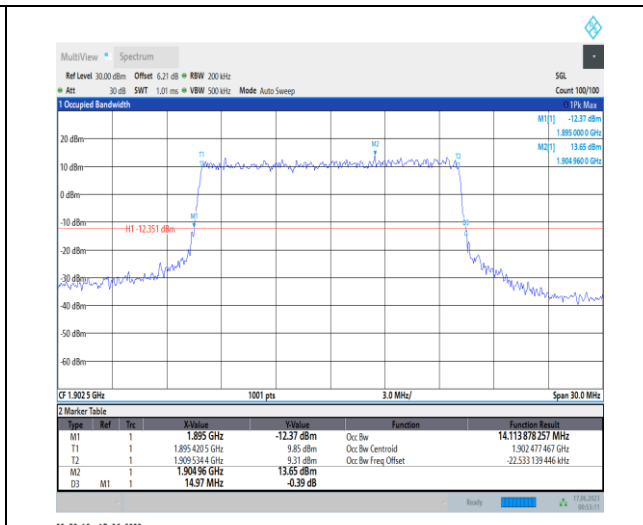 MultiView Spectrum
Ref Level 30.00 dBm Offset 6.21 dB RBW 200 kHz SGL
Att 30 dB SWT 1.01 ms VBW 500 kHz Mode Auto Sweep Count 100/100
1 Occupied Bandwidth 1Pk Max
M1[1] -12.37 dBm
1.895 000 0 GHz
M2[1] 13.65 dBm
1.904 960 0 GHz
20 dBm
M2
T1
10 dBm
0 dBm
-10 dBm
M1
H1 -12.351 dBm
-20 dBm
-30 dBm
-40 dBm
-50 dBm
-60 dBm
CF 1.902 5 GHz 1001 pts 3.0 MHz/ Span 30.0 MHz
2 Marker Table
Type Ref Trc X-Value Y-Value Function Function Result
M1 1 1.895 GHz -12.37 dBm Occ Bw 14.113 878 257 MHz
T1 1 1.895 420 5 GHz 9.85 dBm Occ Bw Centroid 1.902 477 467 GHz
T2 1 1.909 534 4 GHz 9.31 dBm Occ Bw Freq Offset -22.533 139 446 kHz
M2 1 1.904 96 GHz 13.65 dBm
D3 M1 1 14.97 MHz -0.39 dB
Ready 17.06.2023
00:53:11